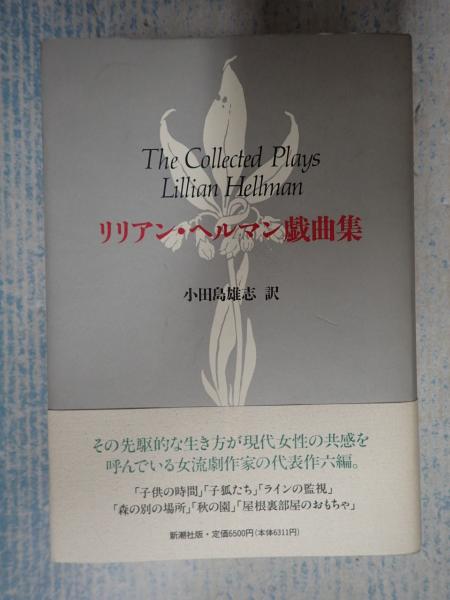 The Collected Plays
Lillian Hellman
リリアン・ヘルマン戯曲集
小田島雄志 訳
その先駆的な生き方が現代女性の共感を
呼んでいる女流劇作家の代表作六編。
「子供の時間」「子狐たち」「ラインの監視」
「森の別の場所」「秋の園」「屋根裏部屋のおもちゃ」
新潮社版・定価6500円(本体6311円)